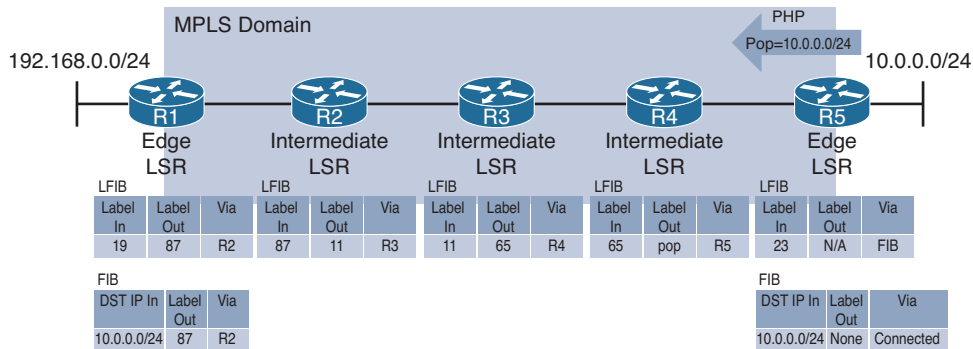 MPLS Domain
PHP
Pop=10.0.0.0/24
192.168.0.0/24
10.0.0.0/24
R1
R2
R3
R4
R5
Edge
LSR
Intermediate
LSR
Intermediate
LSR
Intermediate
LSR
Edge
LSR
LFIB
Label In Label Out Via
19 87 R2
LFIB
Label In Label Out Via
87 11 R3
LFIB
Label In Label Out Via
11 65 R4
LFIB
Label In Label Out Via
65 pop R5
LFIB
Label In Label Out Via
23 N/A FIB
FIB
DST IP In Label Out Via
10.0.0.0/24 87 R2
FIB
DST IP In Label Out Via
10.0.0.0/24 None Connected